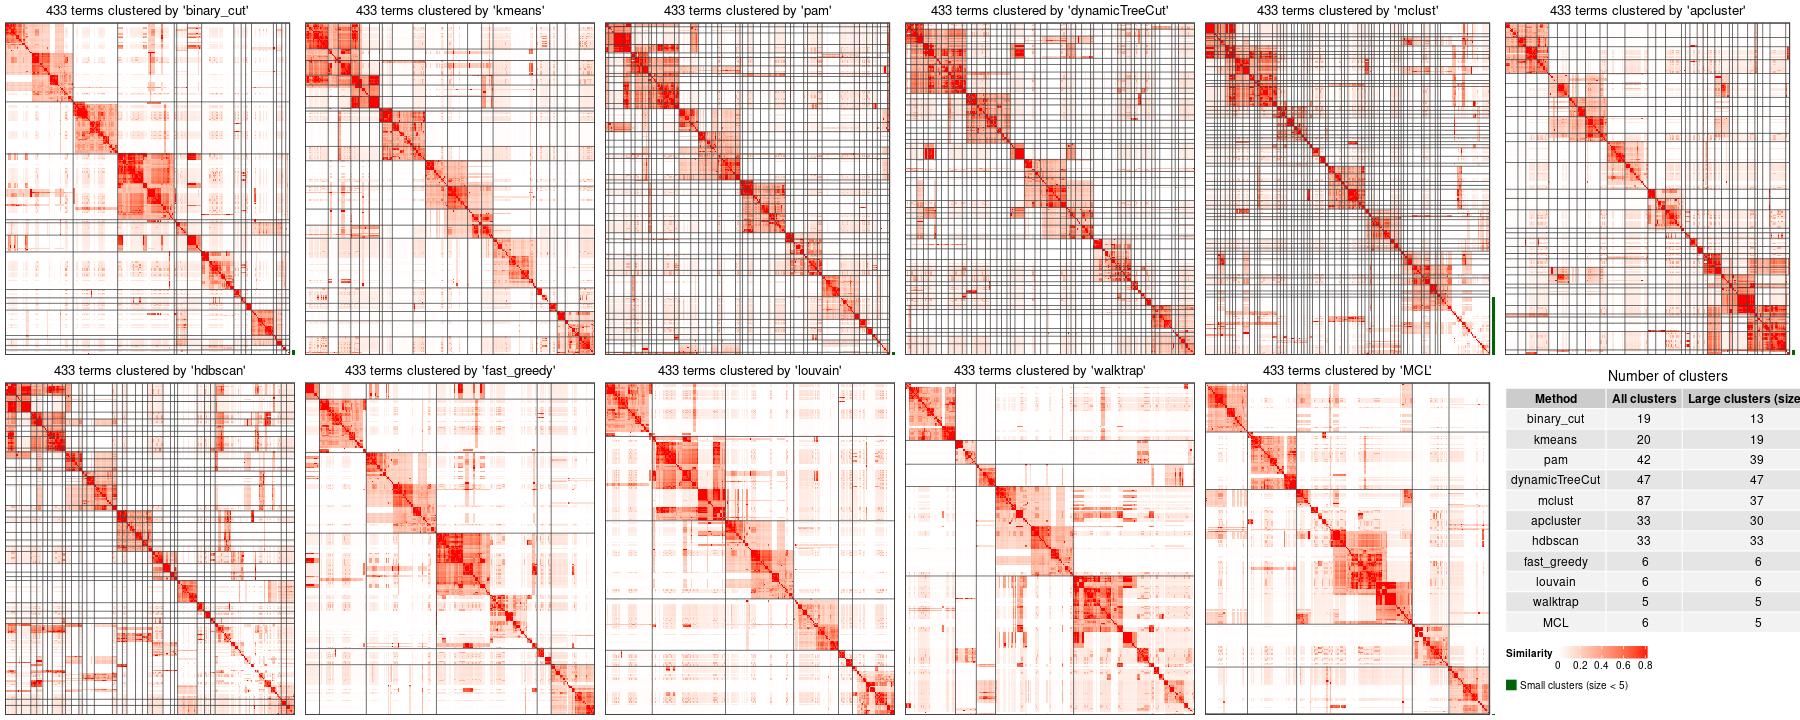 433 terms clustered by 'binary_cut'
433 terms clustered by 'kmeans'
433 terms clustered by 'pam'
433 terms clustered by 'dynamicTreeCut'
433 terms clustered by 'mclust'
433 terms clustered by 'apcluster'
433 terms clustered by 'hdbscan'
433 terms clustered by 'fast_greedy'
433 terms clustered by 'louvain'
433 terms clustered by 'walktrap'
433 terms clustered by 'MCL'
Number of clusters
Method All clusters Large clusters (size
binary_cut 19 13
kmeans 20 19
pam 42 39
dynamicTreeCut 47 47
mclust 87 37
apcluster 33 30
hdbscan 33 33
fast_greedy 6 6
louvain 6 6
walktrap 5 5
MCL 6 5
Similarity
0 0.2 0.4 0.6 0.8
Small clusters (size < 5)